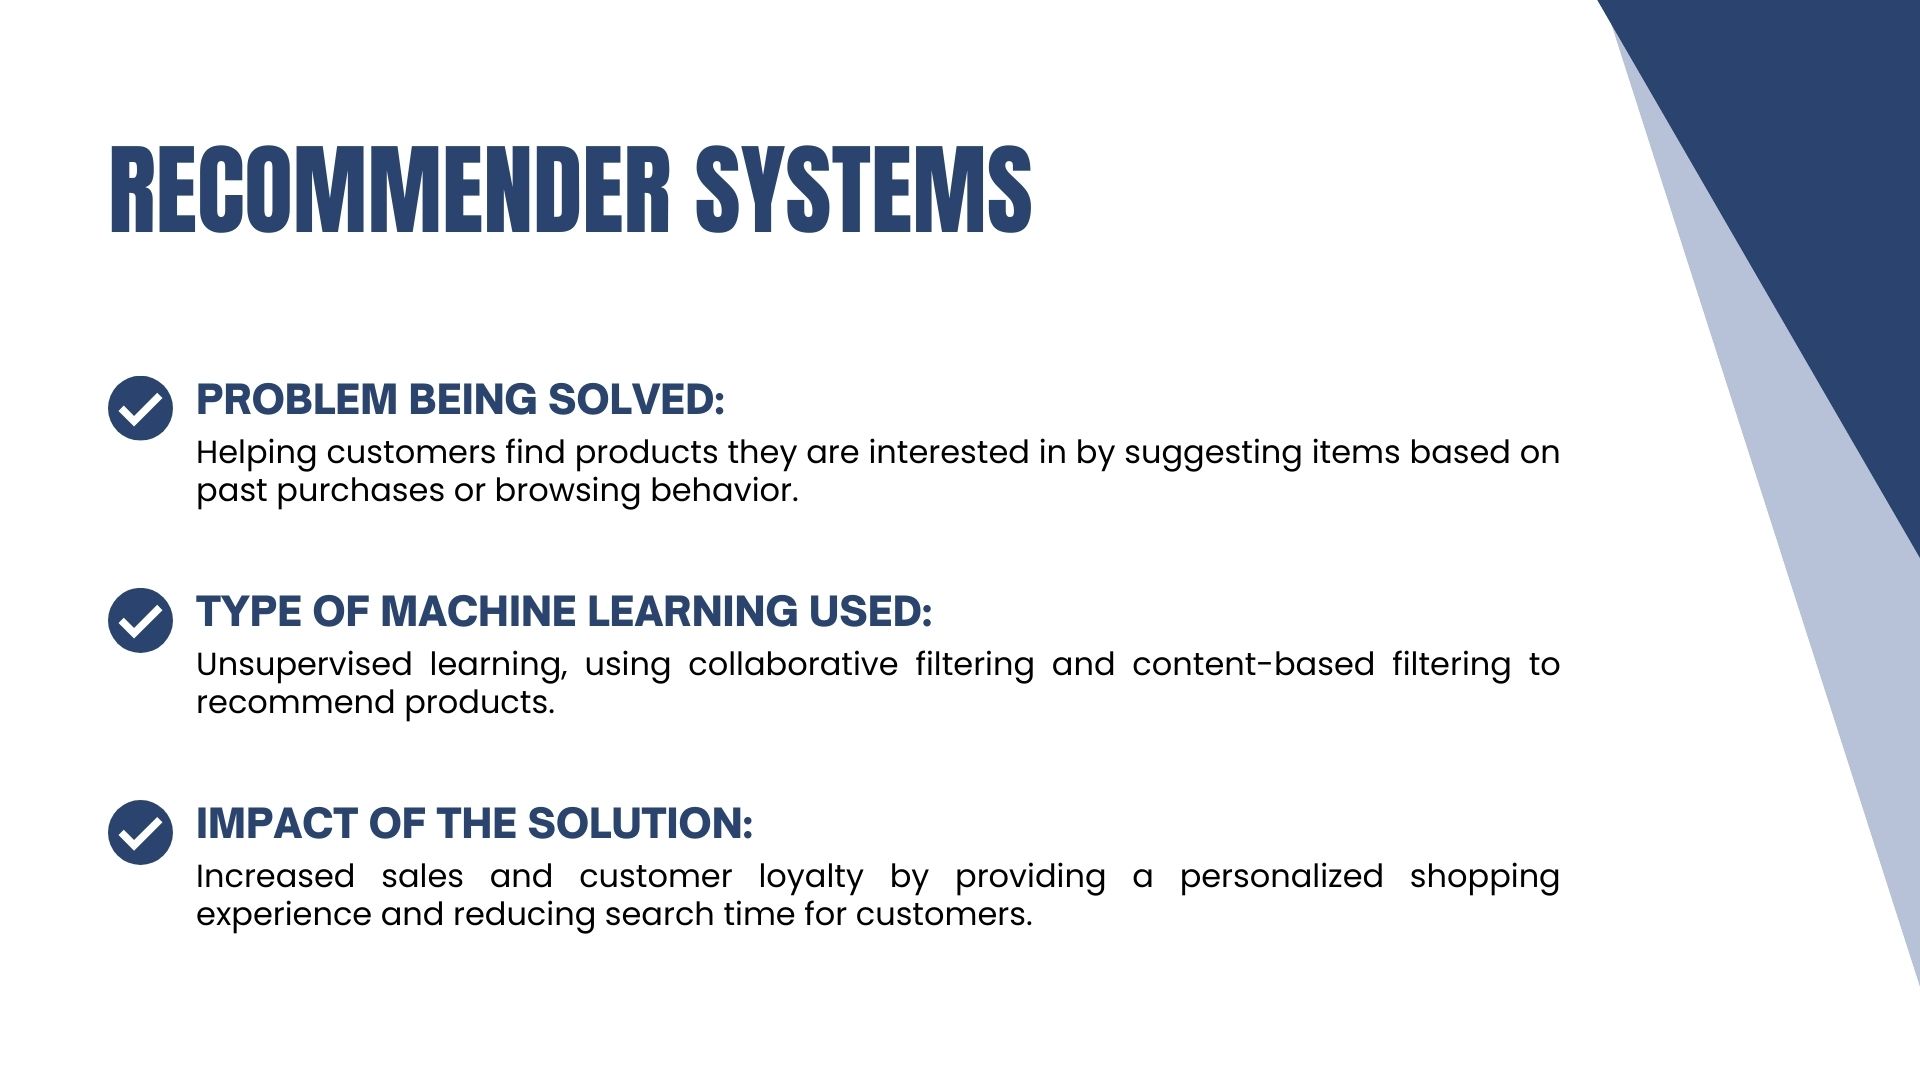 RECOMMENDER SYSTEMS
PROBLEM BEING SOLVED:
Helping customers find products they are interested in by suggesting items based on
past purchases or browsing behavior.
TYPE OF MACHINE LEARNING USED:
Unsupervised learning, using collaborative filtering and content-based filtering to
recommend products.
IMPACT OF THE SOLUTION:
Increased sales and customer loyalty by providing a personalized shopping
experience and reducing search time for customers.